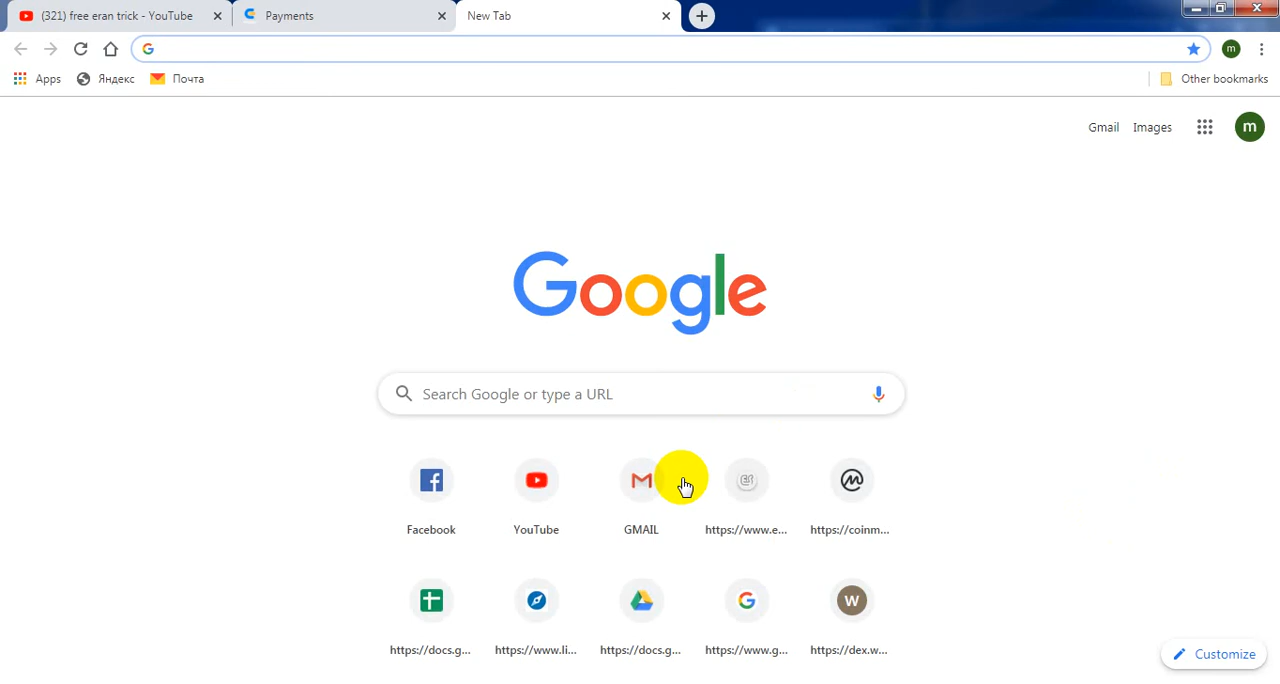 (321) free eran trick - YouTube
Payments
New Tab
m
Apps
Яндекс
Почта
Other bookmarks
Gmail
Images
m
Google
Search Google or type a URL
Facebook
YouTube
GMAIL
https://www.e...
https://coinm...
https://docs.g...
https://www.li...
https://docs.g...
https://www.g...
W
https://dex.w...
Customize